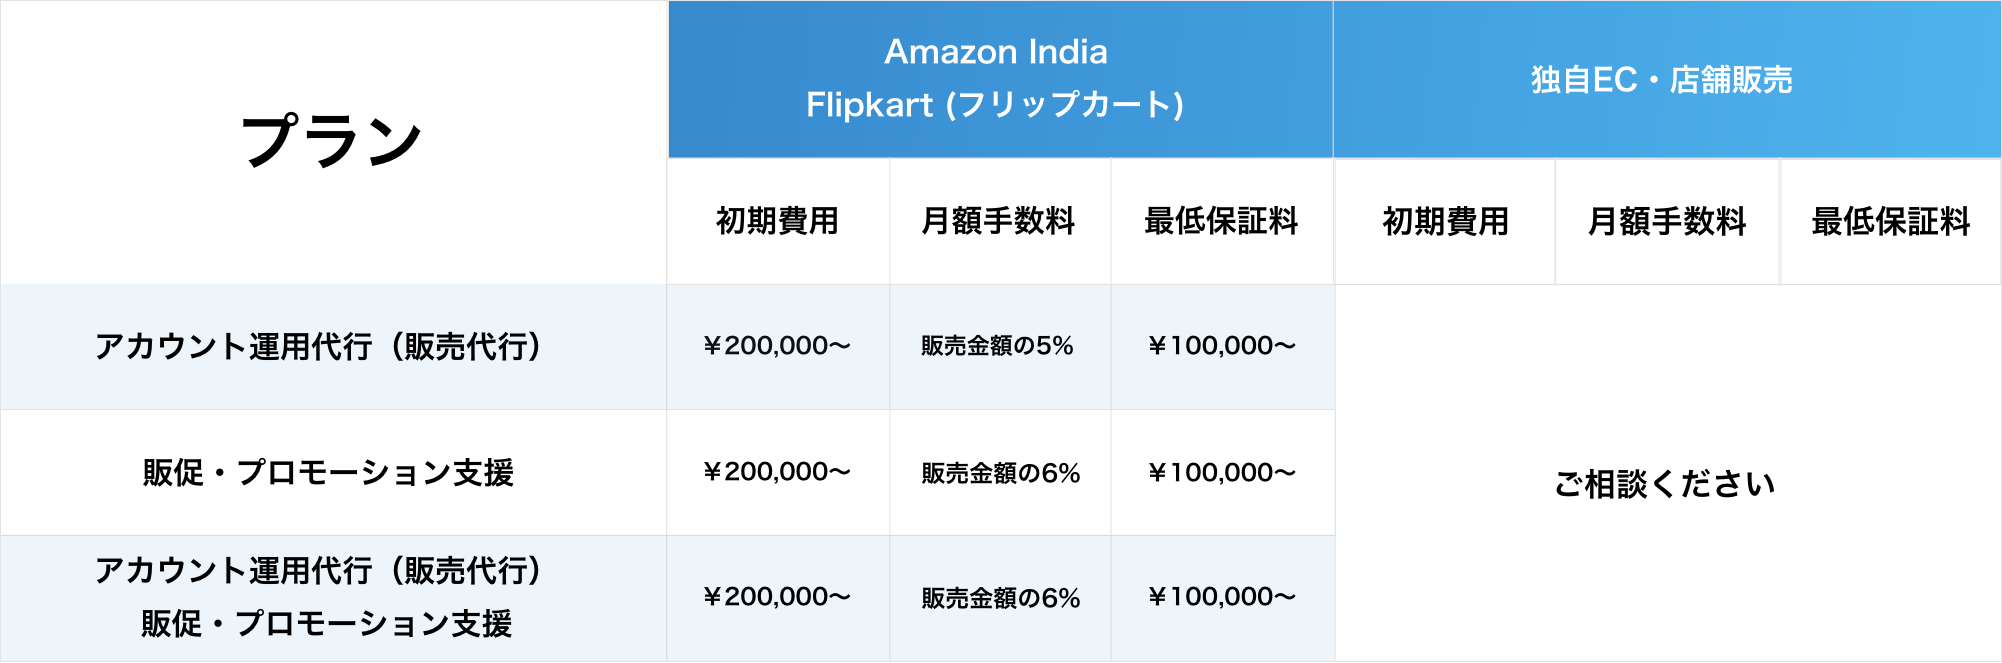 プラン
Amazon India
Flipkart (フリップカート)
独自EC・店舗販売
初期費用
月額手数料
最低保証料
初期費用
月額手数料
最低保証料
アカウント運用代行（販売代行）
￥200,000〜
販売金額の5%
￥100,000〜
販促・プロモーション支援
￥200,000〜
販売金額の6%
￥100,000〜
ご相談ください
アカウント運用代行（販売代行）
販促・プロモーション支援
￥200,000〜
販売金額の6%
￥100,000〜